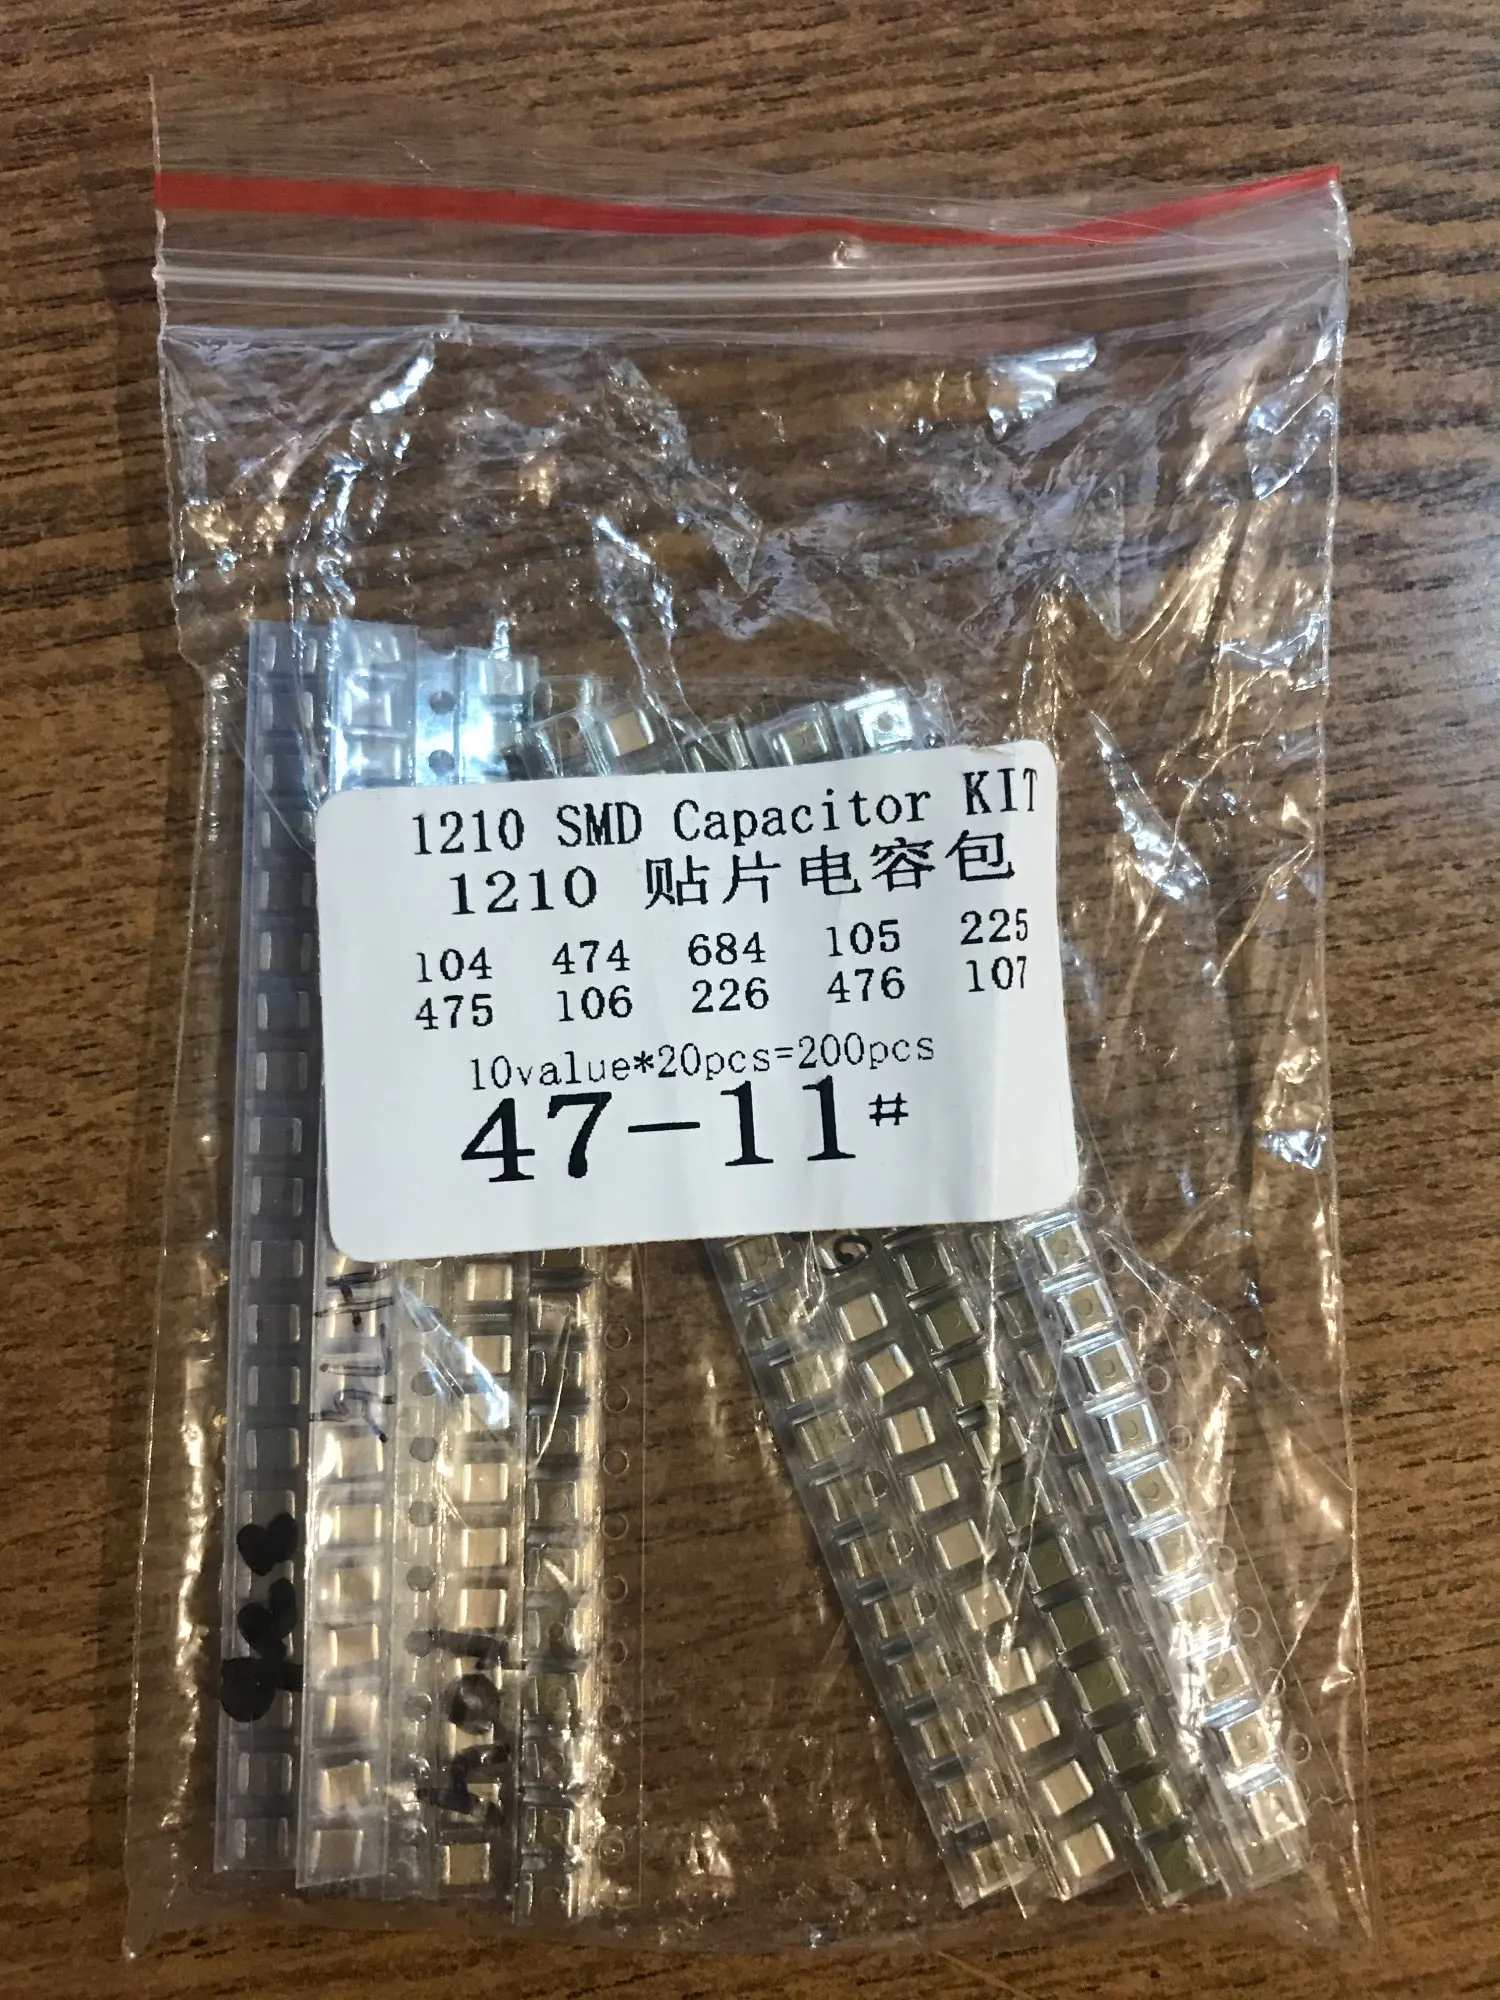 1210 SMD Capacitor KIT
1210 贴片电容包
104 474 684 105 225
475 106 226 476 107
10value*20pcs=200pcs
47-11#
104